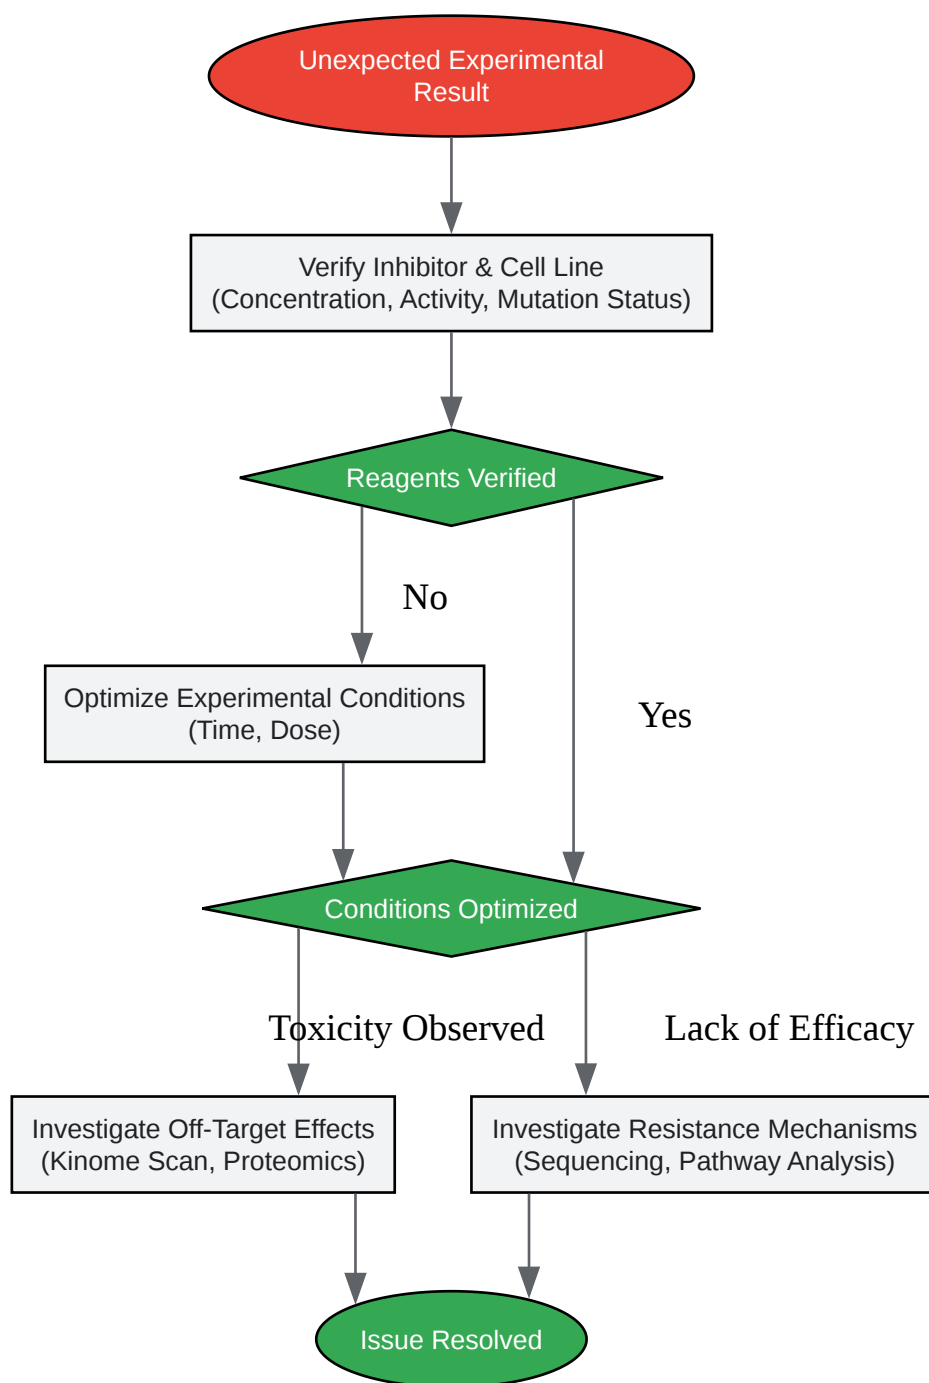 Unexpected Experimental
Result
Verify Inhibitor & Cell Line
(Concentration, Activity, Mutation Status)
Reagents Verified
No
Optimize Experimental Conditions
(Time, Dose)
Yes
Conditions Optimized
Toxicity Observed
Lack of Efficacy
Investigate Off-Target Effects
(Kinome Scan, Proteomics)
Investigate Resistance Mechanisms
(Sequencing, Pathway Analysis)
Issue Resolved